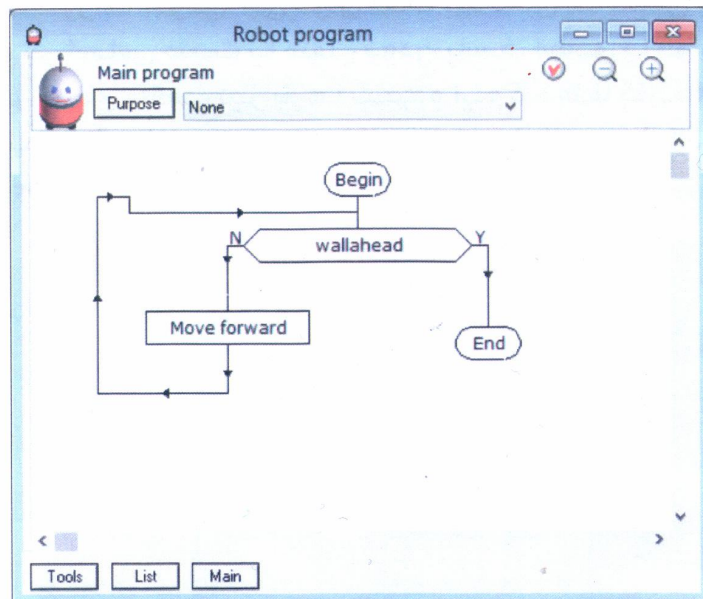 Robot program
Main program
Purpose
None
Begin
N
wallahead
Y
Move forward
End
Tools
List
Main